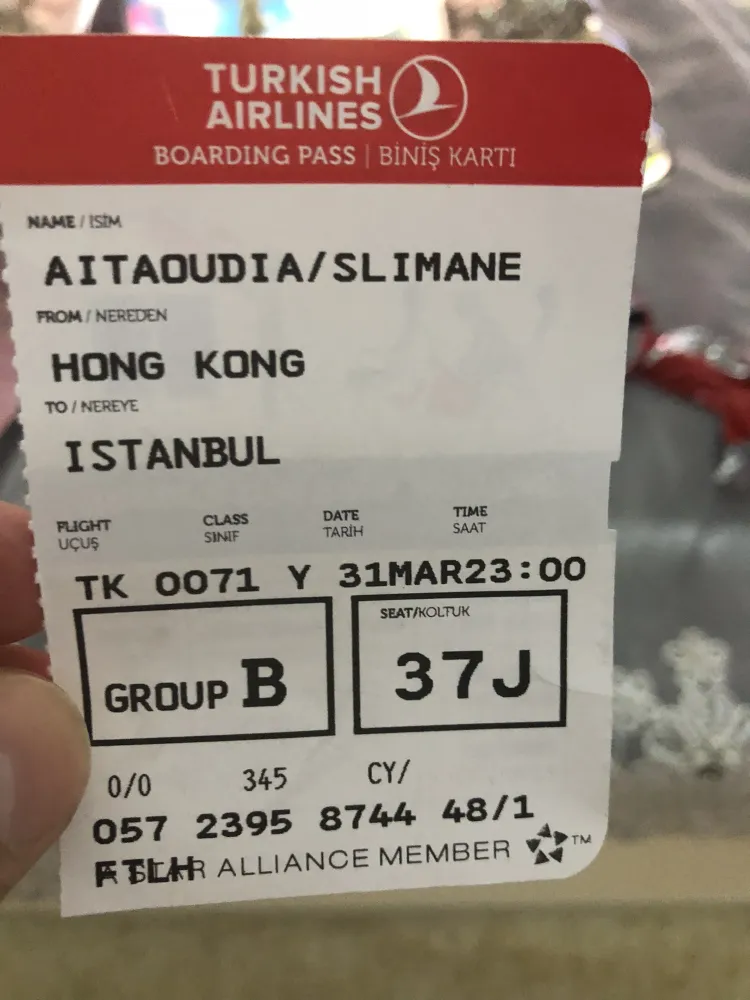 TURKISH
AIRLINES
BOARDING PASS | BİNİŞ KARTI
NAME / İSİM
AITAOUDIA/SLIMANE
FROM / NEREDEN
HONG KONG
TO / NEREYE
ISTANBUL
FLIGHT CLASS DATE TIME
UÇUŞ SINIF TARİH SAAT
TK 0071 Y 31MAR23:00
SEAT/KOLTUK
GROUP B 37J
0/0 345 CY/
057 2395 8744 48/1
FTLH
A STAR ALLIANCE MEMBER TM